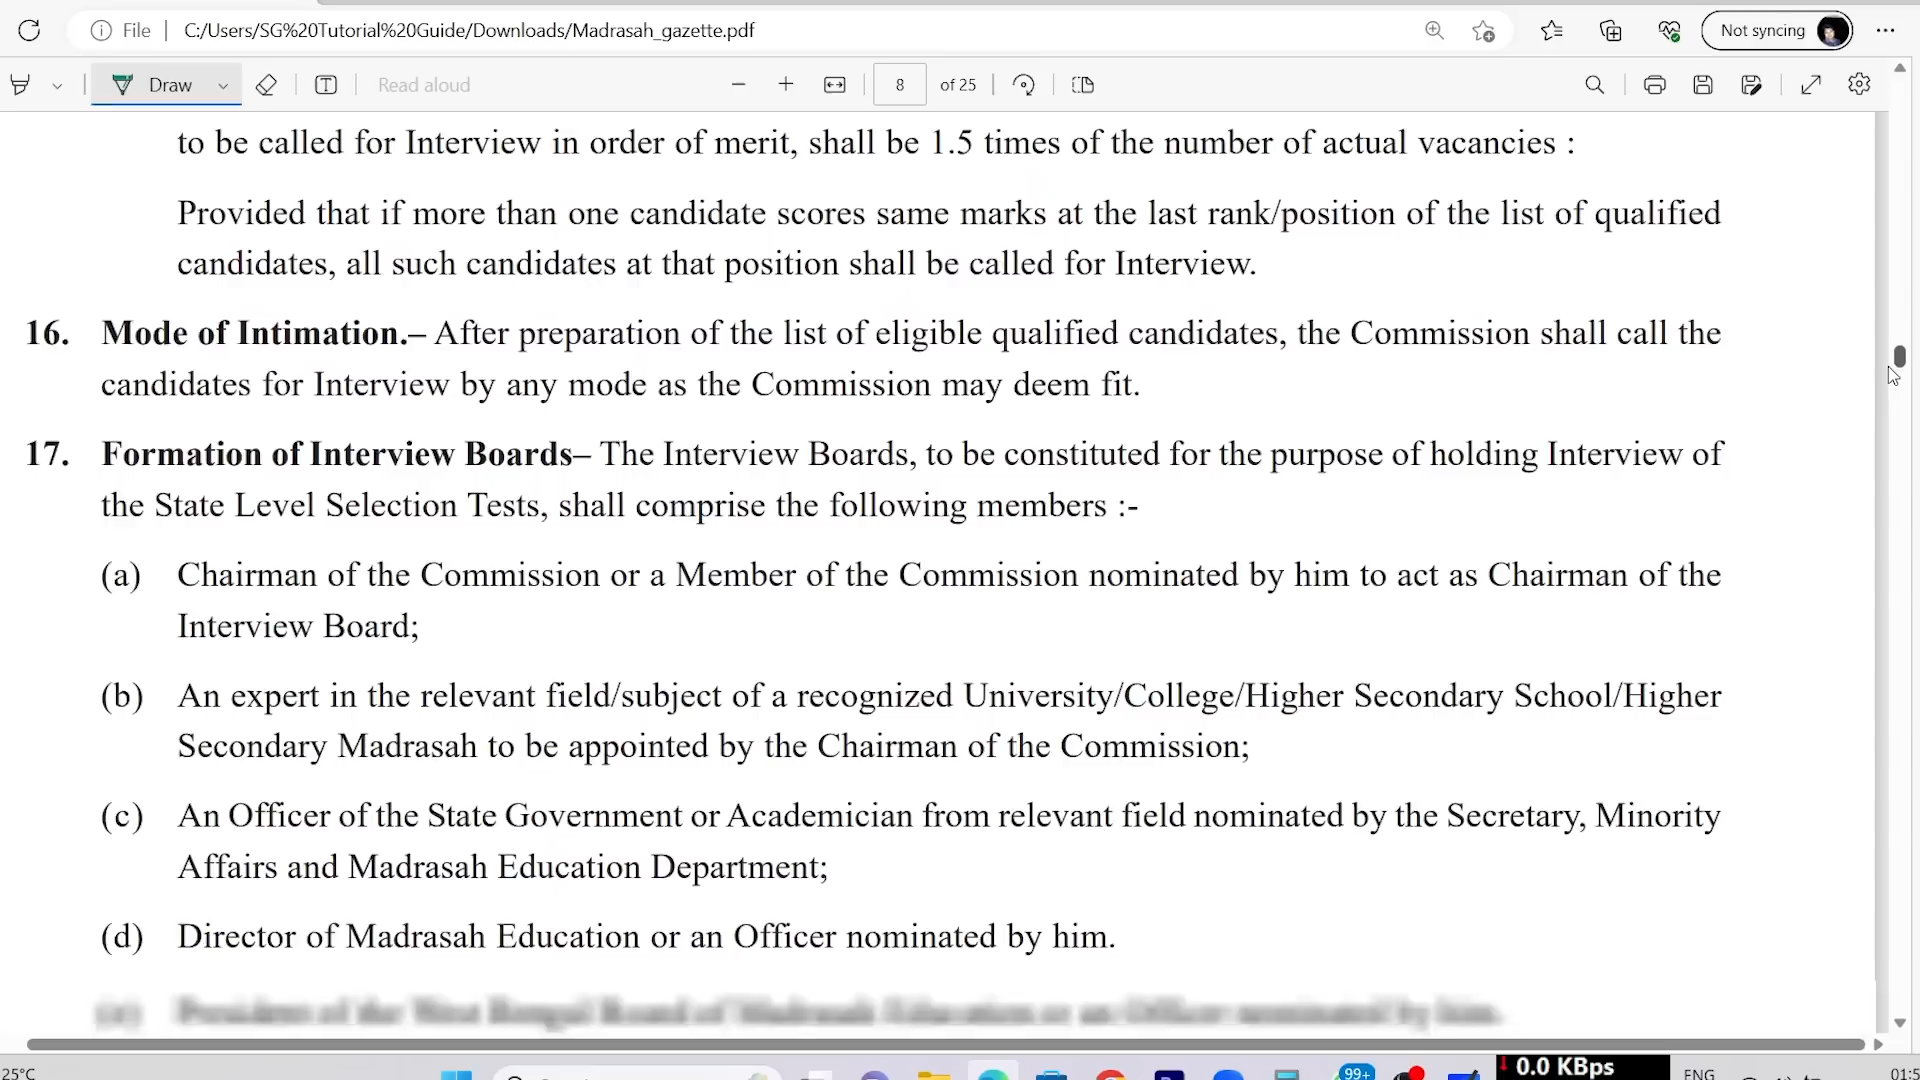 File C:/Users/SG%20Tutorial%20Guide/Downloads/Madrasah_gazette.pdf Not syncing
Draw Read aloud 8 of 25
to be called for Interview in order of merit, shall be 1.5 times of the number of actual vacancies :
Provided that if more than one candidate scores same marks at the last rank/position of the list of qualified
candidates, all such candidates at that position shall be called for Interview.
16. Mode of Intimation.– After preparation of the list of eligible qualified candidates, the Commission shall call the
candidates for Interview by any mode as the Commission may deem fit.
17. Formation of Interview Boards– The Interview Boards, to be constituted for the purpose of holding Interview of
the State Level Selection Tests, shall comprise the following members :-
(a) Chairman of the Commission or a Member of the Commission nominated by him to act as Chairman of the
Interview Board;
(b) An expert in the relevant field/subject of a recognized University/College/Higher Secondary School/Higher
Secondary Madrasah to be appointed by the Chairman of the Commission;
(c) An Officer of the State Government or Academician from relevant field nominated by the Secretary, Minority
Affairs and Madrasah Education Department;
(d) Director of Madrasah Education or an Officer nominated by him.
25°C 99+ 0.0 KBps ENG